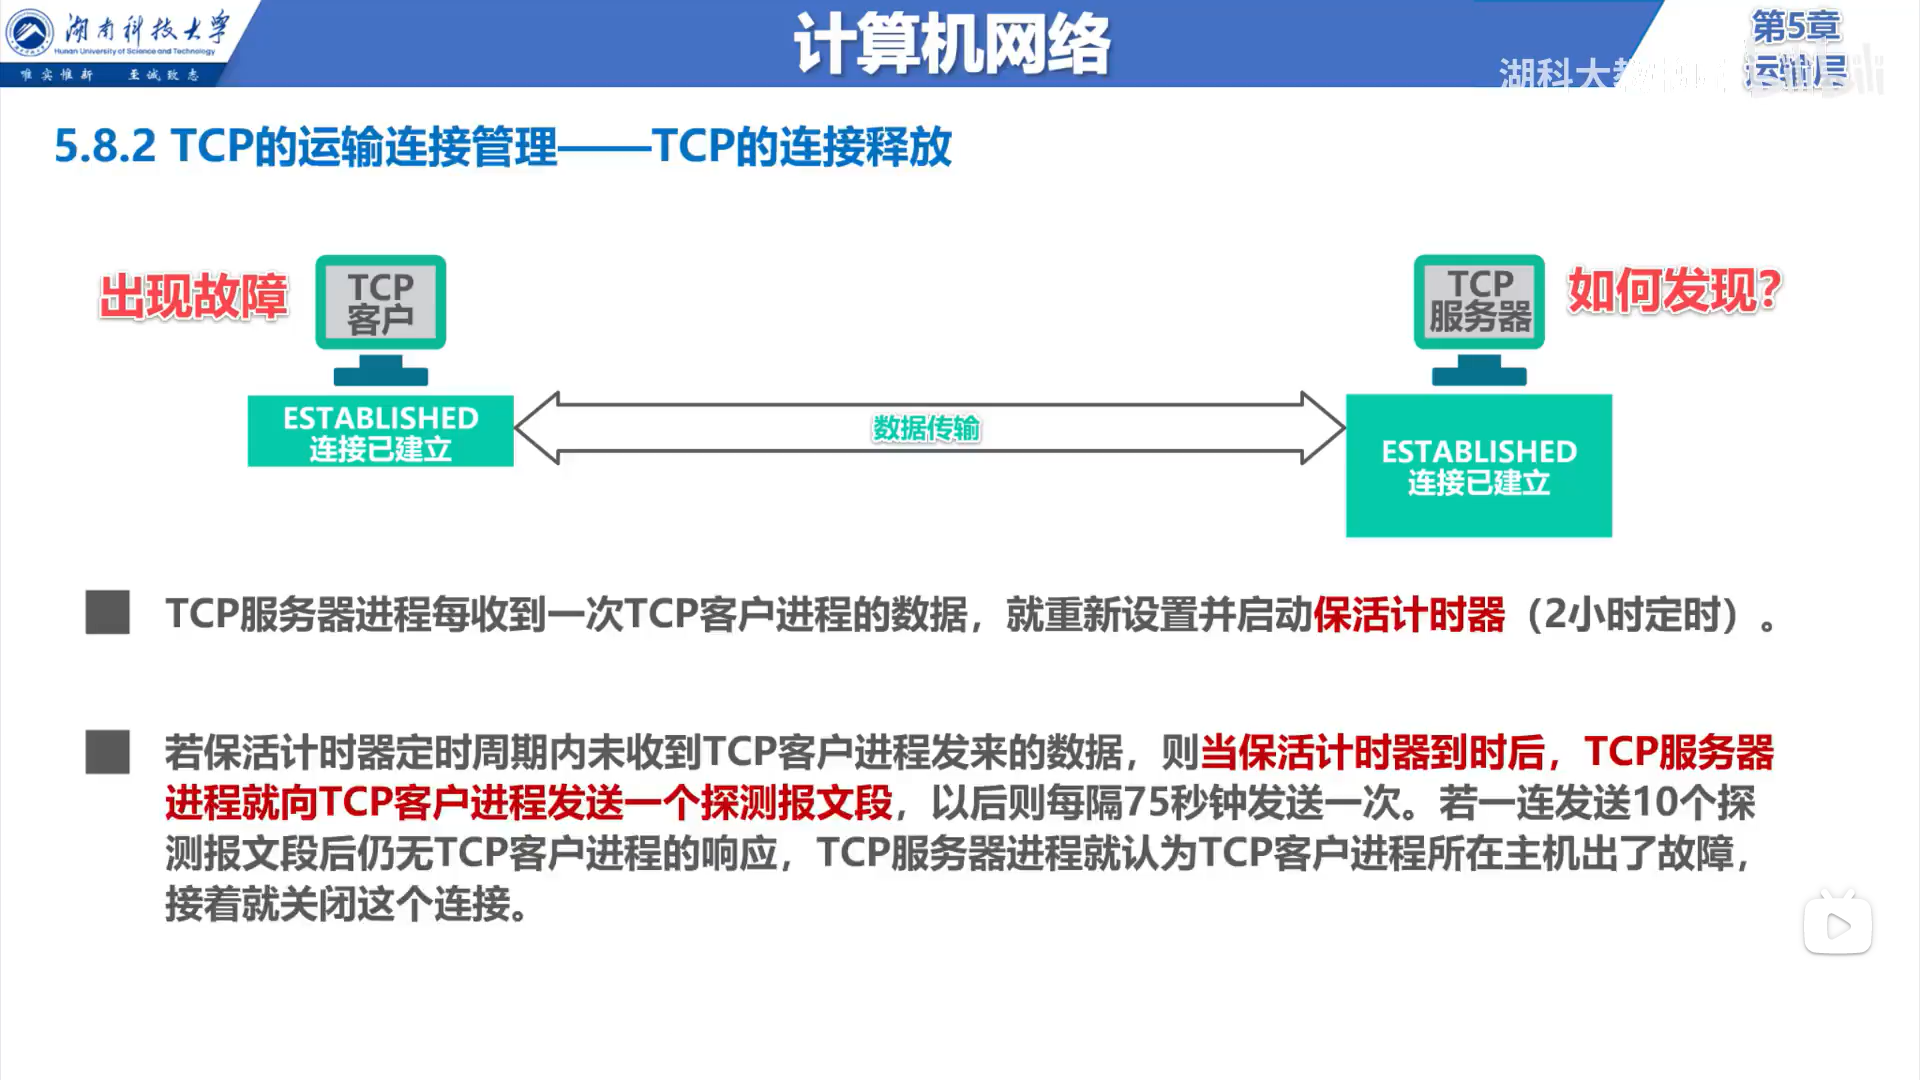 湖南科技大学
Hunan University of Science and Technology
唯实惟新 至诚致志
计算机网络
第5章
运输层
湖科大教
5.8.2 TCP的运输连接管理——TCP的连接释放
出现故障
TCP
客户
TCP
服务器
如何发现?
ESTABLISHED
连接已建立
数据传输
ESTABLISHED
连接已建立
TCP服务器进程每收到一次TCP客户进程的数据，就重新设置并启动保活计时器（2小时定时）。
若保活计时器定时周期内未收到TCP客户进程发来的数据，则当保活计时器到时后，TCP服务器
进程就向TCP客户进程发送一个探测报文段，以后则每隔75秒钟发送一次。若一连发送10个探
测报文段后仍无TCP客户进程的响应，TCP服务器进程就认为TCP客户进程所在主机出了故障，
接着就关闭这个连接。